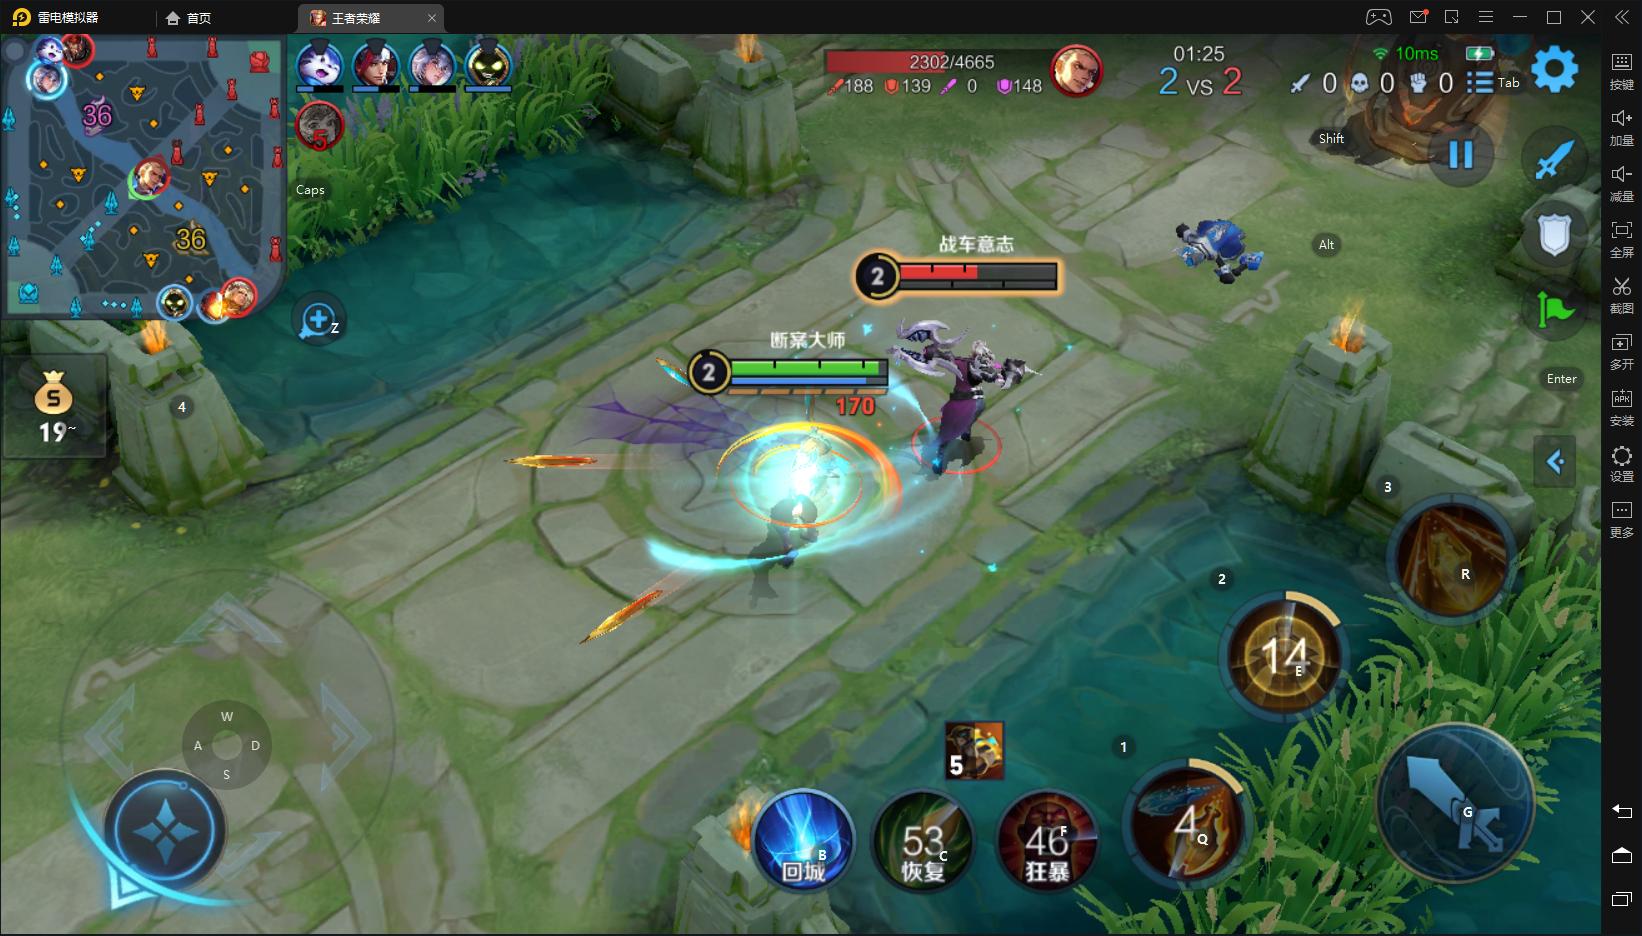 雷电模拟器
首页
王者荣耀
36
36
5
Caps
2302/4665
188 139 0 148
01:25
2 VS 2
10ms
0 0 0 Tab
Shift
Alt
Enter
战车意志
2
断案大师
2
170
Z
4
19~
3
R
2
14
E
W
A D
S
5
1
B
回城
53
C
恢复
46
F
狂暴
4
Q
G
按键
加量
减量
全屏
截图
多开
APK
安装
设置
更多